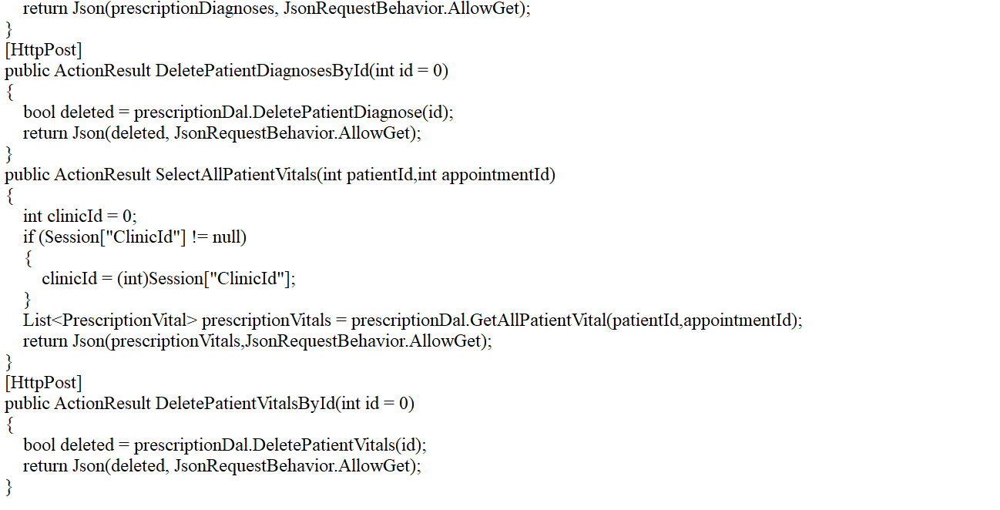 return Json(prescriptionDiagnoses, JsonRequestBehavior.AllowGet);
}
[HttpPost]
public ActionResult DeletePatientDiagnosesById(int id = 0)
{
bool deleted = prescriptionDal.DeletePatientDiagnose(id);
return Json(deleted, JsonRequestBehavior.AllowGet);
}
public ActionResult SelectAllPatientVitals(int patientId,int appointmentId)
{
int clinicId = 0;
if (Session["ClinicId"] != null)
{
clinicId = (int)Session["ClinicId"];
}
List<PrescriptionVital> prescriptionVitals = prescriptionDal.GetAllPatientVital(patientId,appointmentId);
return Json(prescriptionVitals,JsonRequestBehavior.AllowGet);
}
[HttpPost]
public ActionResult DeletePatientVitalsById(int id = 0)
{
bool deleted = prescriptionDal.DeletePatientVitals(id);
return Json(deleted, JsonRequestBehavior.AllowGet);
}